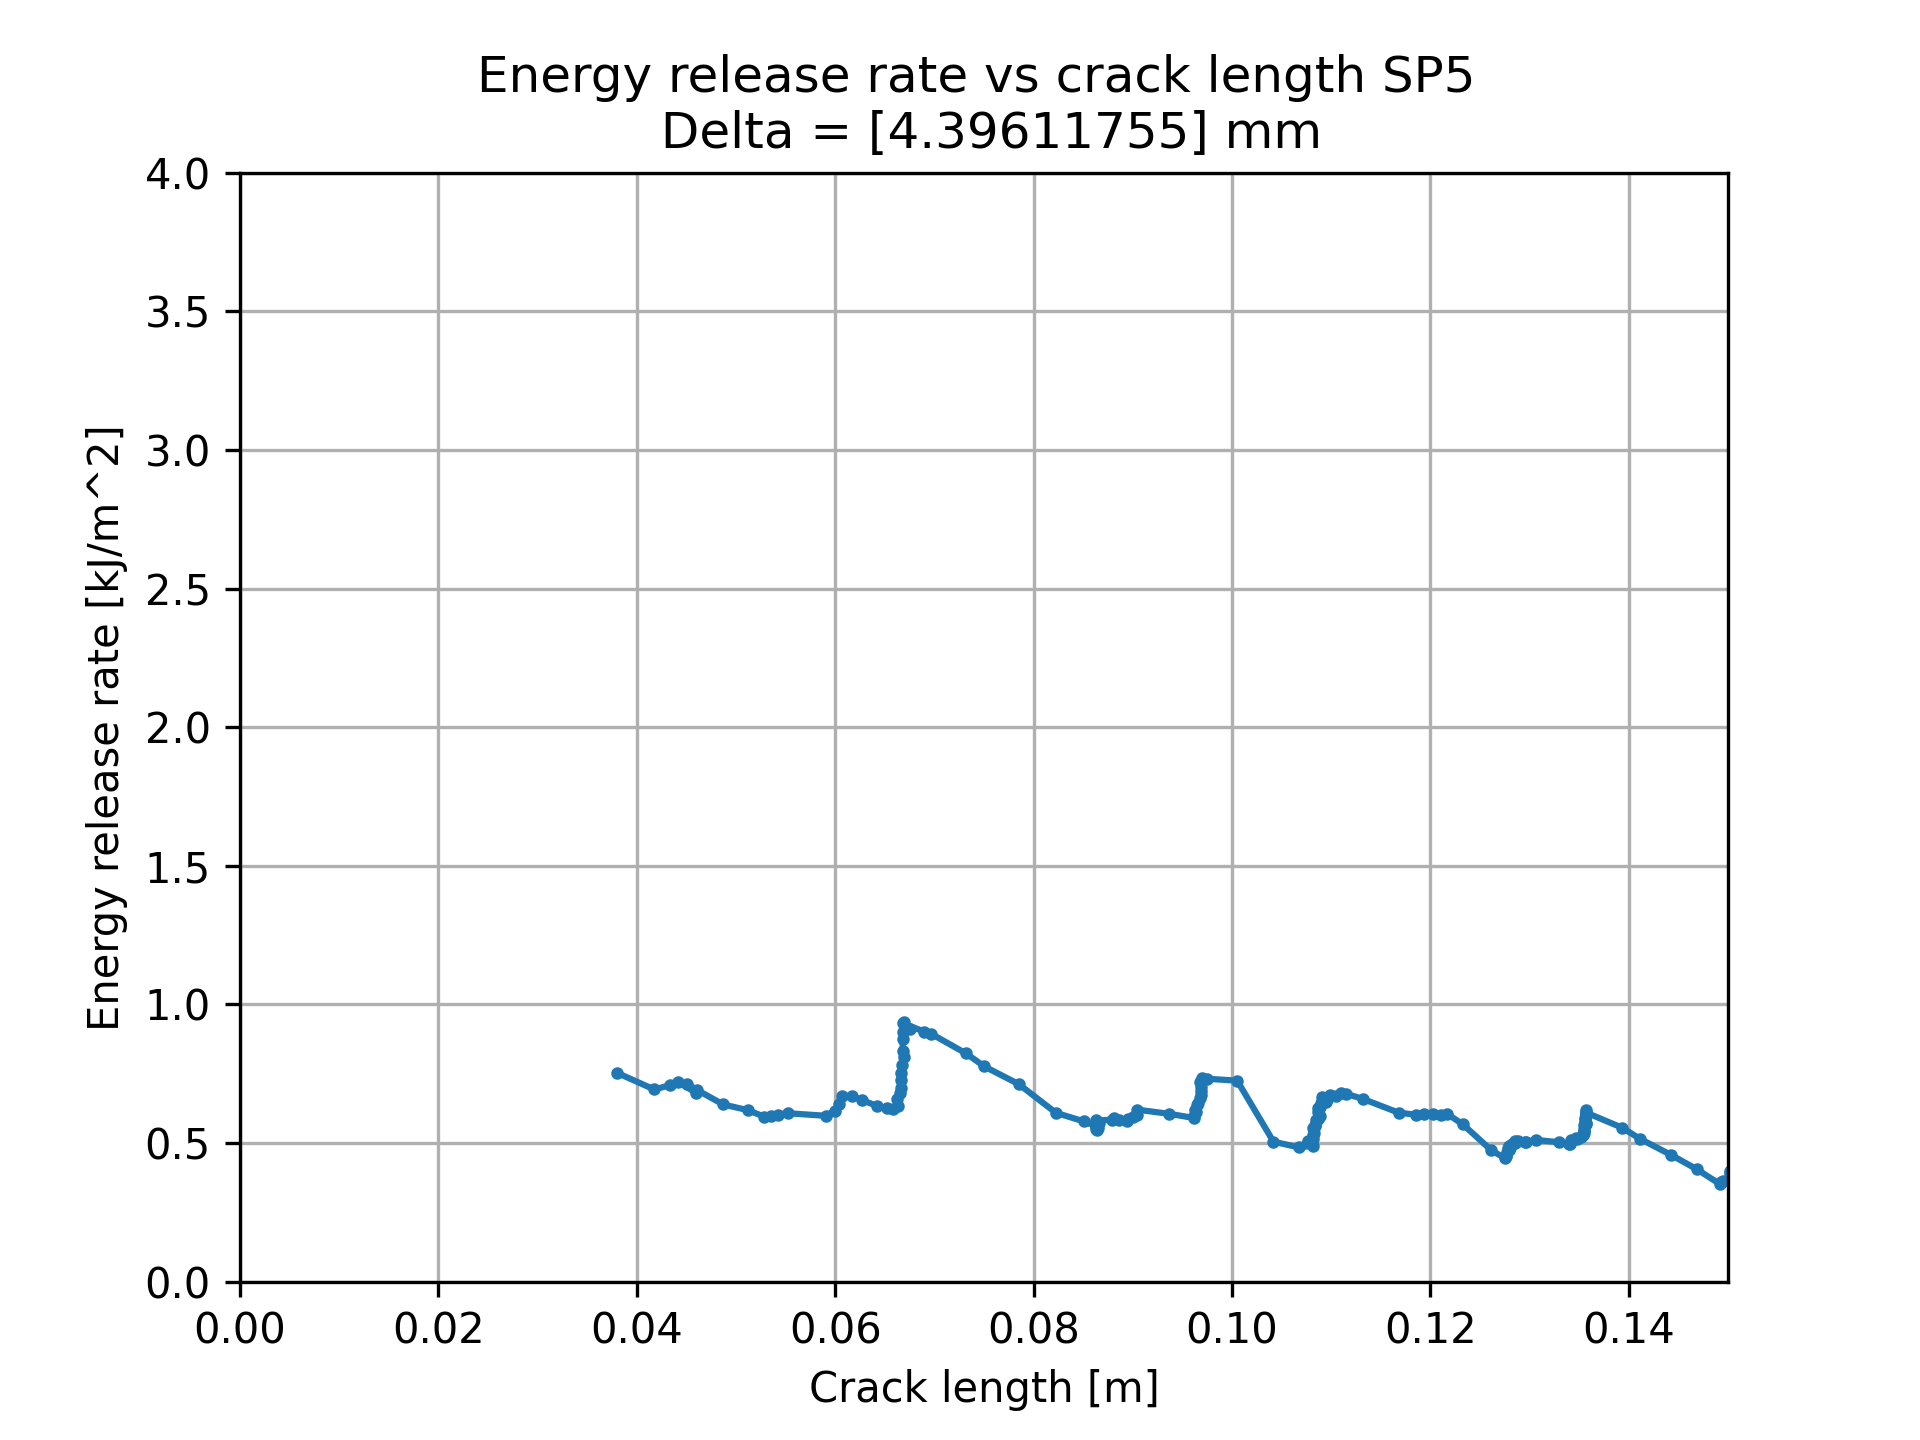 Energy release rate vs crack length SP5
Delta = [4.39611755] mm
4.0
3.5
3.0
2.5
2.0
1.5
1.0
0.5
0.0
Energy release rate [kJ/m^2]
0.00 0.02 0.04 0.06 0.08 0.10 0.12 0.14
Crack length [m]